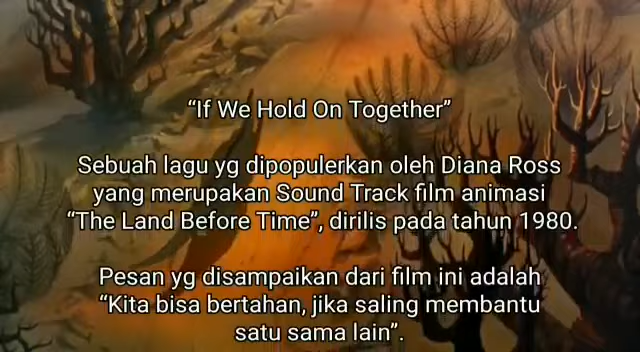 “If We Hold On Together”
Sebuah lagu yg dipopulerkan oleh Diana Ross
yang merupakan Sound Track film animasi
“The Land Before Time”, dirilis pada tahun 1980.
Pesan yg disampaikan dari film ini adalah
“Kita bisa bertahan, jika saling membantu
satu sama lain”.